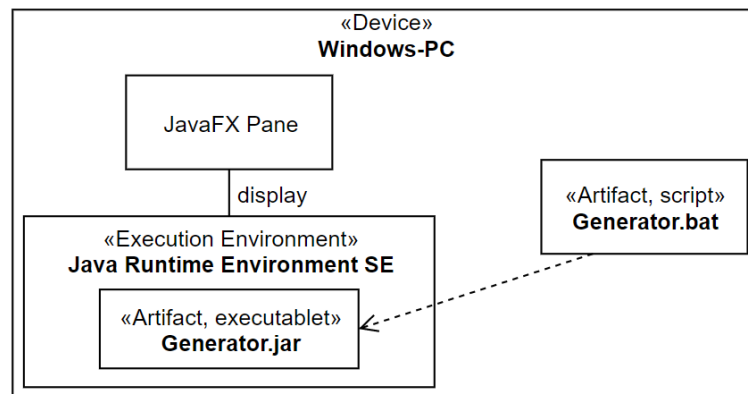 «Device»
Windows-PC
JavaFX Pane
display
«Artifact, script»
Generator.bat
«Execution Environment»
Java Runtime Environment SE
«Artifact, executablet»
Generator.jar